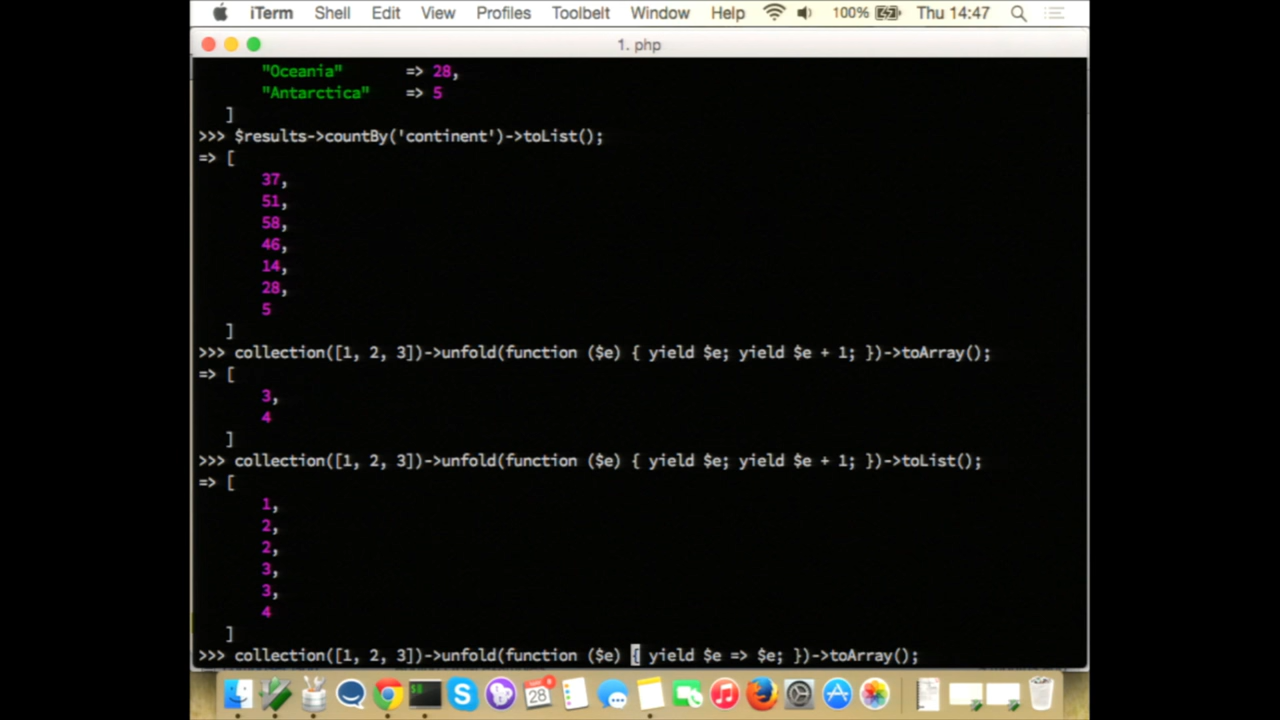 iTerm Shell Edit View Profiles Toolbelt Window Help 100% Thu 14:47
1. php
"Oceania" => 28,
"Antarctica" => 5
]
>>> $results->countBy('continent')->toList();
=> [
37,
51,
58,
46,
14,
28,
5
]
>>> collection([1, 2, 3])->unfold(function ($e) { yield $e; yield $e + 1; })->toArray();
=> [
3,
4
]
>>> collection([1, 2, 3])->unfold(function ($e) { yield $e; yield $e + 1; })->toList();
=> [
1,
2,
2,
3,
3,
4
]
>>> collection([1, 2, 3])->unfold(function ($e) { yield $e => $e; })->toArray();
28